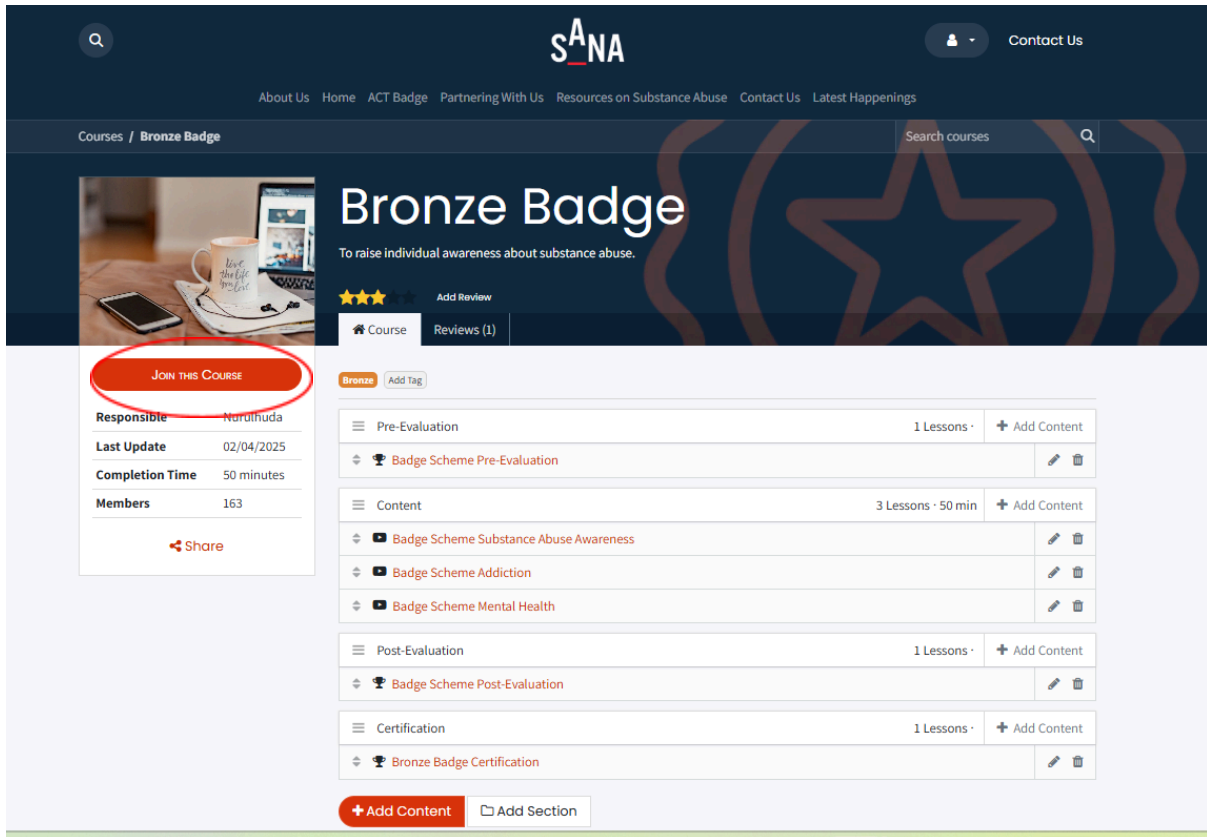 SANA
Contact Us
About Us Home ACT Badge Partnering With Us Resources on Substance Abuse Contact Us Latest Happenings
Courses / Bronze Badge
Search courses
live
the life
you love
Bronze Badge
To raise individual awareness about substance abuse.
Add Review
Course Reviews (1)
Join this Course
Responsible Nurulhuda
Last Update 02/04/2025
Completion Time 50 minutes
Members 163
Share
Bronze Add Tag
Pre-Evaluation 1 Lessons · + Add Content
Badge Scheme Pre-Evaluation
Content 3 Lessons · 50 min + Add Content
Badge Scheme Substance Abuse Awareness
Badge Scheme Addiction
Badge Scheme Mental Health
Post-Evaluation 1 Lessons · + Add Content
Badge Scheme Post-Evaluation
Certification 1 Lessons · + Add Content
Bronze Badge Certification
+ Add Content Add Section